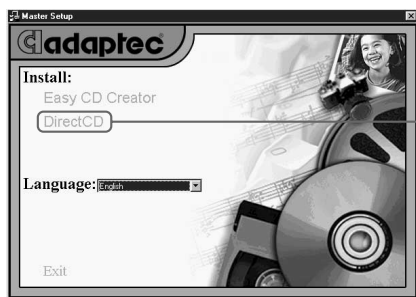 Master Setup
adaptec
Install:
Easy CD Creator
DirectCD
Language: English
Exit